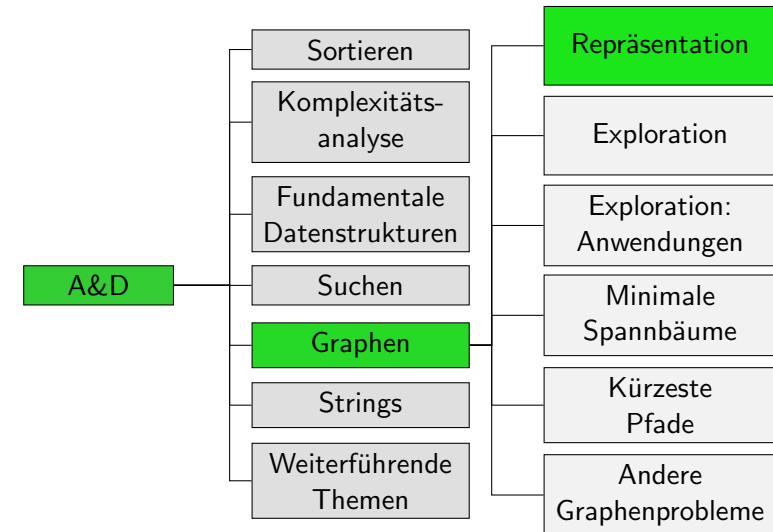 A&D
Sortieren
Komplexitäts-
analyse
Fundamentale
Datenstrukturen
Suchen
Graphen
Strings
Weiterführende
Themen
Repräsentation
Exploration
Exploration:
Anwendungen
Minimale
Spannbäume
Kürzeste
Pfade
Andere
Graphenprobleme